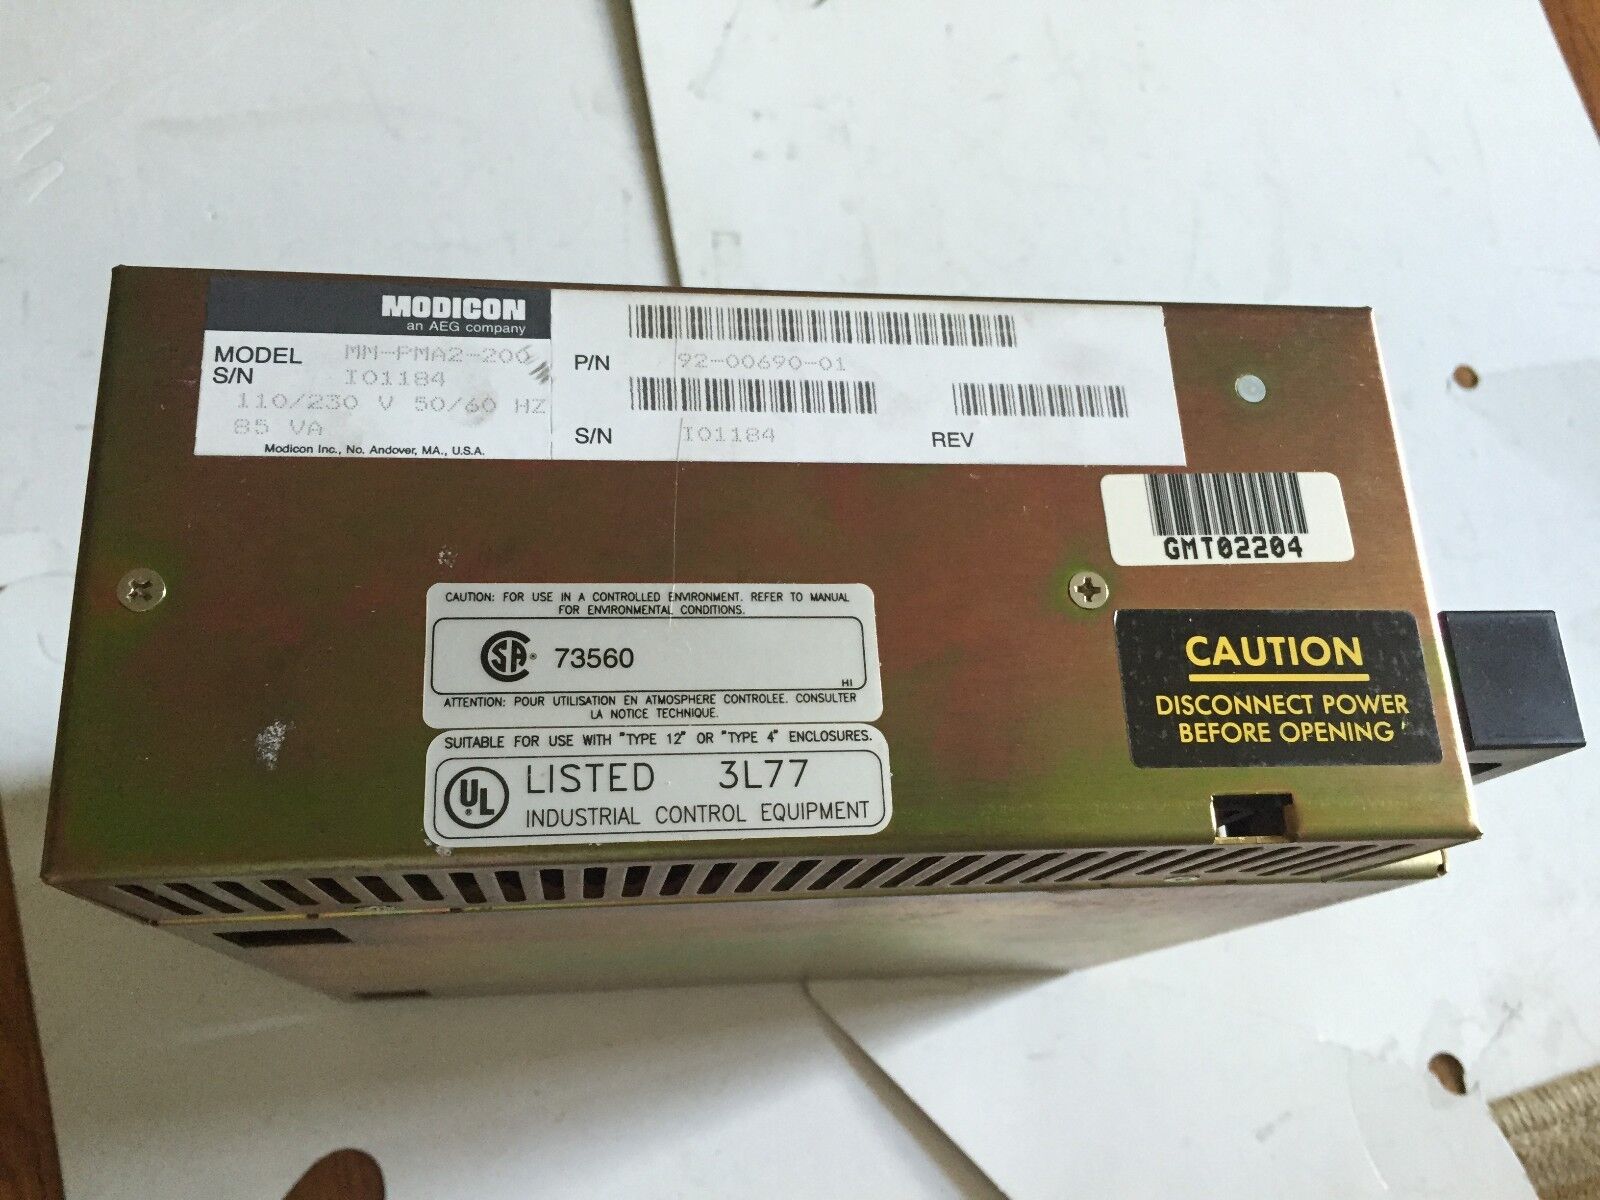 MODICON
an AEG company
MODEL MM-PMA2-200
S/N I01184
110/230 V 50/60 HZ
85 VA
Modicon Inc., No. Andover, MA., U.S.A.
P/N 92-00690-01
S/N I01184 REV
GMT02204
CAUTION: FOR USE IN A CONTROLLED ENVIRONMENT. REFER TO MANUAL
FOR ENVIRONMENTAL CONDITIONS.
SA ® 73560
HI
ATTENTION: POUR UTILISATION EN ATMOSPHERE CONTROLEE. CONSULTER
LA NOTICE TECHNIQUE.
SUITABLE FOR USE WITH "TYPE 12" OR "TYPE 4" ENCLOSURES.
UL ® LISTED 3L77
INDUSTRIAL CONTROL EQUIPMENT
CAUTION
DISCONNECT POWER
BEFORE OPENING